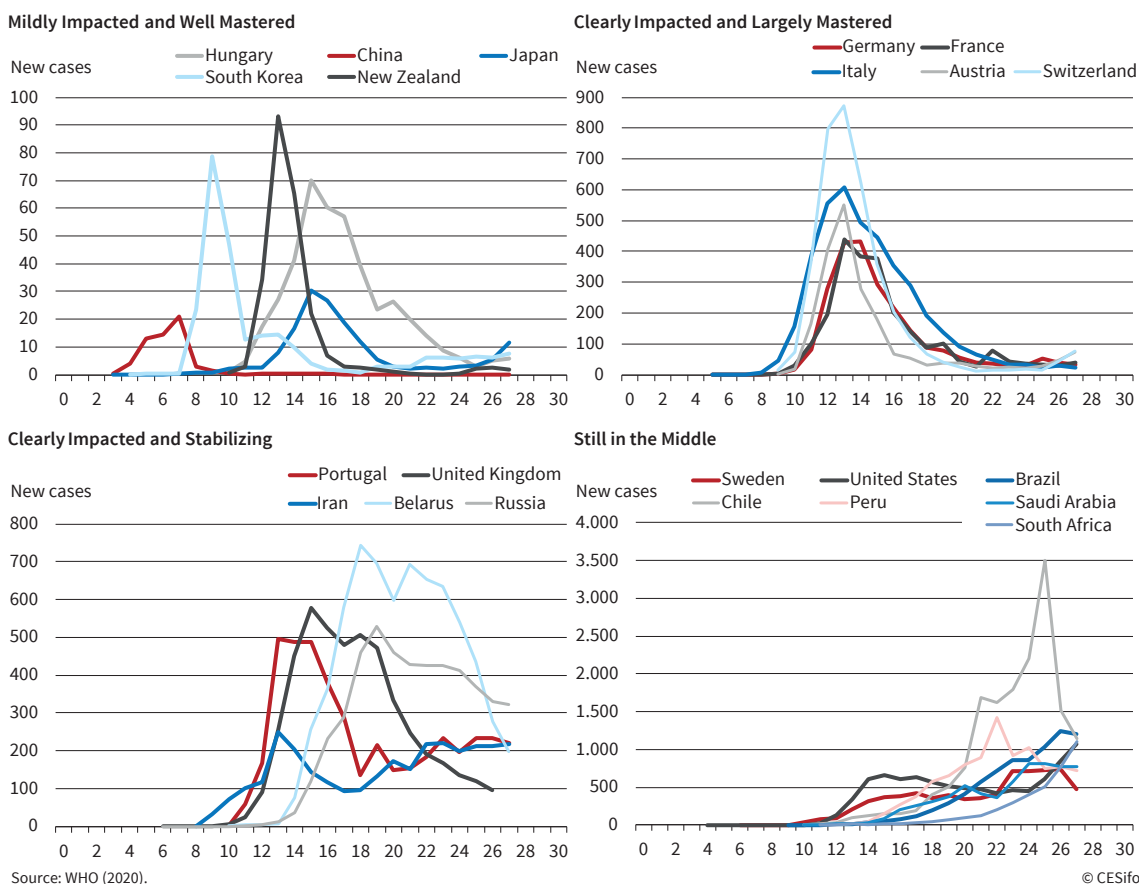 Mildly Impacted and Well Mastered
Hungary China Japan
South Korea New Zealand
New cases
100
90
80
70
60
50
40
30
20
10
0
0 2 4 6 8 10 12 14 16 18 20 22 24 26 28 30
Clearly Impacted and Largely Mastered
Germany France
Italy Austria Switzerland
New cases
900
800
700
600
500
400
300
200
100
0
0 2 4 6 8 10 12 14 16 18 20 22 24 26 28 30
Clearly Impacted and Stabilizing
Portugal United Kingdom
Iran Belarus Russia
New cases
800
700
600
500
400
300
200
100
0
0 2 4 6 8 10 12 14 16 18 20 22 24 26 28 30
Still in the Middle
Sweden United States Brazil
Chile Peru Saudi Arabia
South Africa
New cases
4.000
3.500
3.000
2.500
2.000
1.500
1.000
500
0
0 2 4 6 8 10 12 14 16 18 20 22 24 26 28 30
Source: WHO (2020).
© CESifo